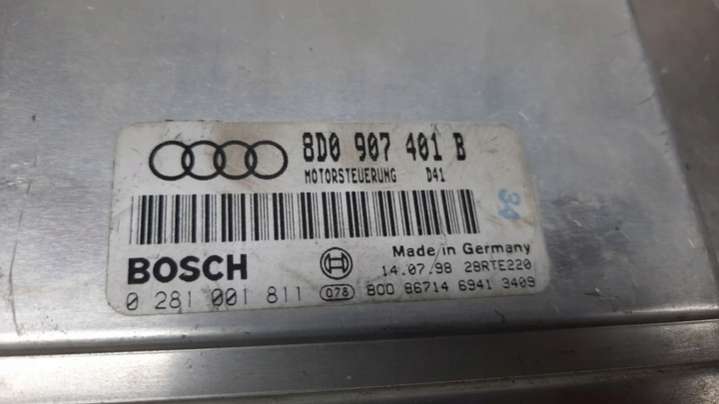 8D0 907 401 B
MOTORSTEUERUNG D41
34
BOSCH
Made in Germany
14.07.98 28RTE220
0 281 001 811 078 800 86714 6941 3409